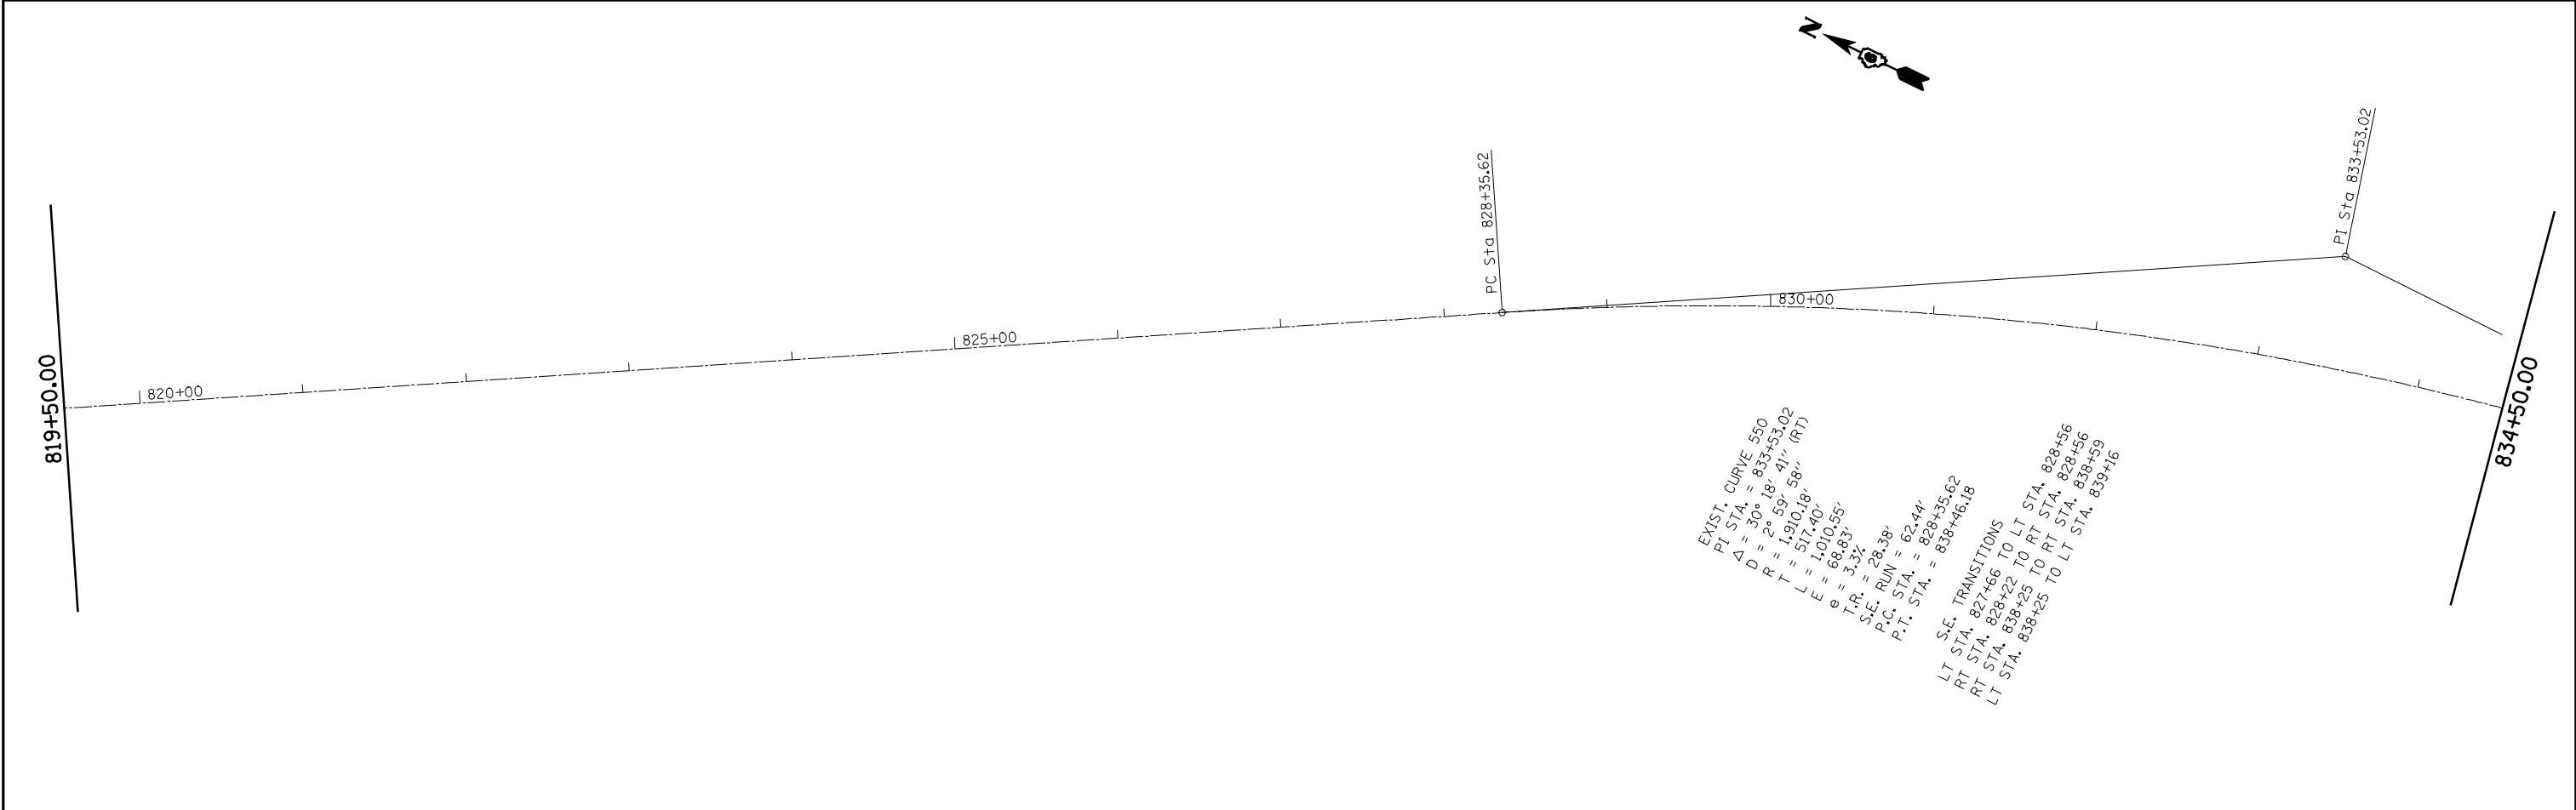 N
PC Sta 828+35.62
PI Sta 833+53.02
819+50.00
820+00
825+00
830+00
834+50.00
EXIST. CURVE 550
PI STA. = 833+53.02
Δ = 30° 18' 41'' (RT)
D = 2° 59' 58''
R = 1,910.18'
T = 517.40'
L = 1,010.55'
E = 68.83'
e = 3.3%
T.R. = 28.38'
S.E. RUN = 62.44'
P.C. STA. = 828+35.62
P.T. STA. = 838+46.18
S.E. TRANSITIONS
LT STA. 827+66 TO LT STA. 828+56
RT STA. 828+22 TO RT STA. 828+56
RT STA. 838+25 TO RT STA. 838+59
LT STA. 838+25 TO LT STA. 839+16